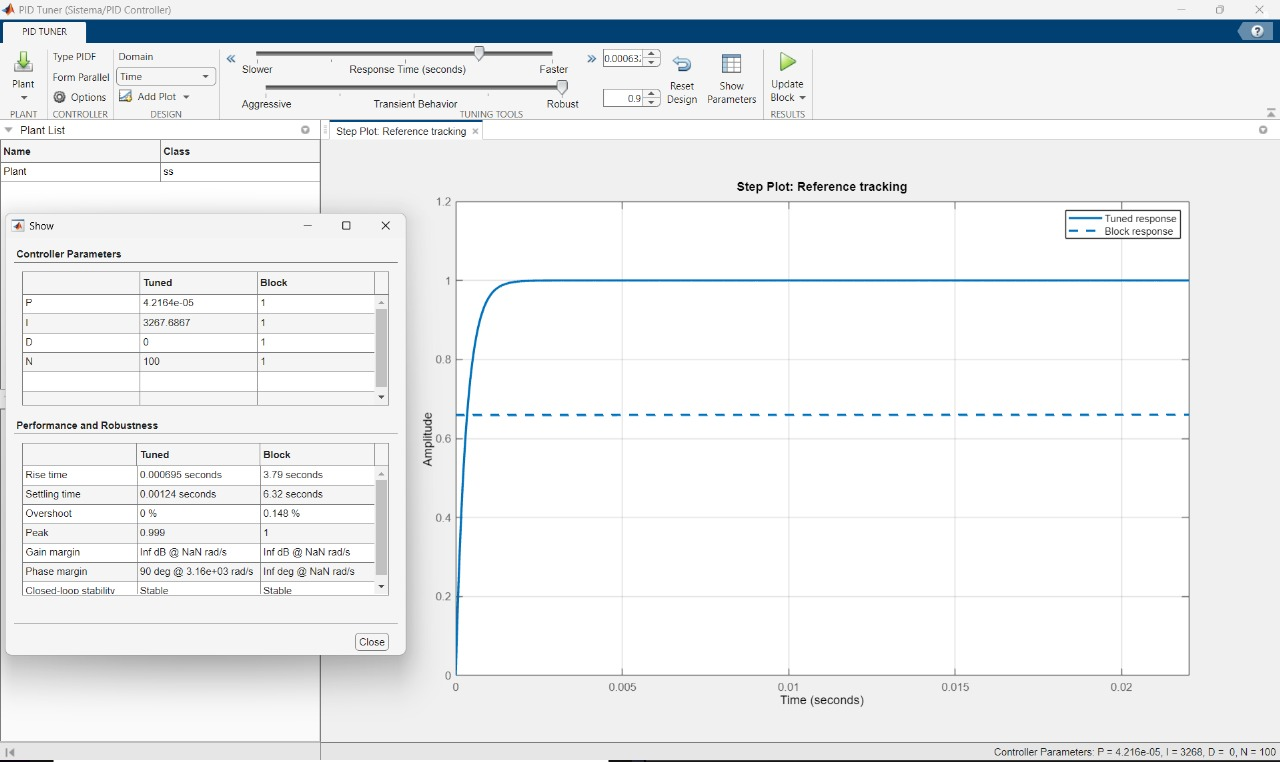 PID Tuner (Sistema/PID Controller)
PID TUNER
Plant
PLANT
Type PIDF
Form Parallel
Options
CONTROLLER
Domain
Time
Add Plot
DESIGN
Slower Response Time (seconds) Faster
Aggressive Transient Behavior Robust
0.9
TUNING TOOLS
Reset
Design
Show
Parameters
Update
Block
RESULTS
Plant List
Name Class
Plant ss
Step Plot: Reference tracking
Show
Controller Parameters
Tuned Block
P 4.2164e-05 1
I 3267.6867 1
D 0 1
N 100 1
Performance and Robustness
Tuned Block
Rise time 0.000695 seconds 3.79 seconds
Settling time 0.00124 seconds 6.32 seconds
Overshoot 0 % 0.148 %
Peak 0.999 1
Gain margin Inf dB @ NaN rad/s Inf dB @ NaN rad/s
Phase margin 90 deg @ 3.16e+03 rad/s Inf deg @ NaN rad/s
Closed-loop stability Stable Stable
Close
Step Plot: Reference tracking
Tuned response
Block response
1.2
1
0.8
0.6
0.4
0.2
0
Amplitude
0 0.005 0.01 0.015 0.02
Time (seconds)
Controller Parameters: P = 4.216e-05, I = 3268, D = 0, N = 100